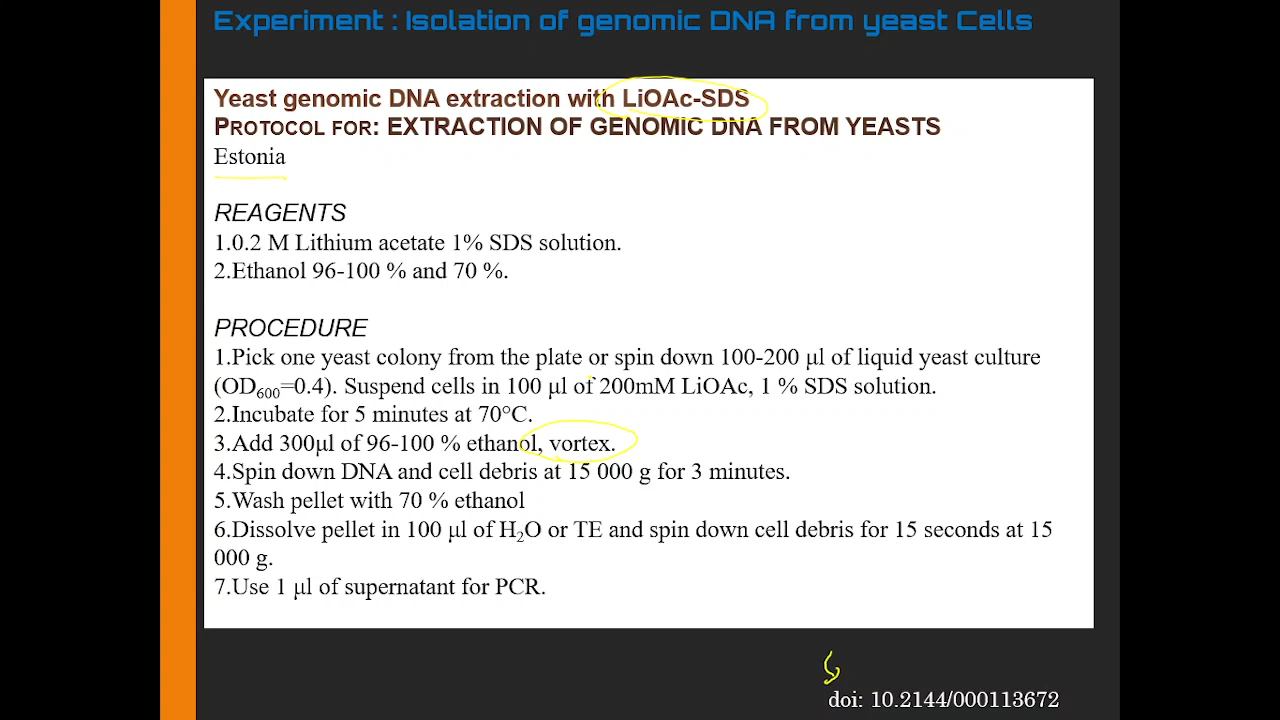 Experiment : Isolation of genomic DNA from yeast Cells
Yeast genomic DNA extraction with LiOAc-SDS
PROTOCOL FOR: EXTRACTION OF GENOMIC DNA FROM YEASTS
Estonia
REAGENTS
1.0.2 M Lithium acetate 1% SDS solution.
2.Ethanol 96-100 % and 70 %.
PROCEDURE
1.Pick one yeast colony from the plate or spin down 100-200 μl of liquid yeast culture
(OD₆₀₀=0.4). Suspend cells in 100 μl of 200mM LiOAc, 1 % SDS solution.
2.Incubate for 5 minutes at 70°C.
3.Add 300μl of 96-100 % ethanol, vortex.
4.Spin down DNA and cell debris at 15 000 g for 3 minutes.
5.Wash pellet with 70 % ethanol
6.Dissolve pellet in 100 μl of H₂O or TE and spin down cell debris for 15 seconds at 15
000 g.
7.Use 1 μl of supernatant for PCR.
doi: 10.2144/000113672